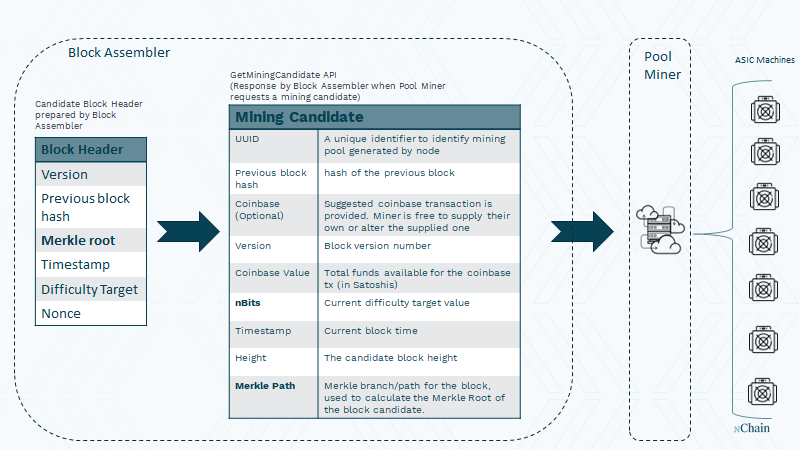 Block Assembler
Candidate Block Header
prepared by Block
Assembler
Block Header
Version
Previous block
hash
Merkle root
Timestamp
Difficulty Target
Nonce
GetMiningCandidate API
(Response by Block Assembler when Pool Miner
requests a mining candidate)
Mining Candidate
UUID
A unique identifier to identify mining
pool generated by node
Previous block
hash
hash of the previous block
Coinbase
(Optional)
Suggested coinbase transaction is
provided. Miner is free to supply their
own or alter the supplied one
Version
Block version number
Coinbase Value
Total funds available for the coinbase
tx (in Satoshis)
nBits
Current difficulty target value
Timestamp
Current block time
Height
The candidate block height
Merkle Path
Merkle branch/path for the block,
used to calculate the Merkle Root of
the block candidate.
Pool
Miner
ASIC Machines
nChain